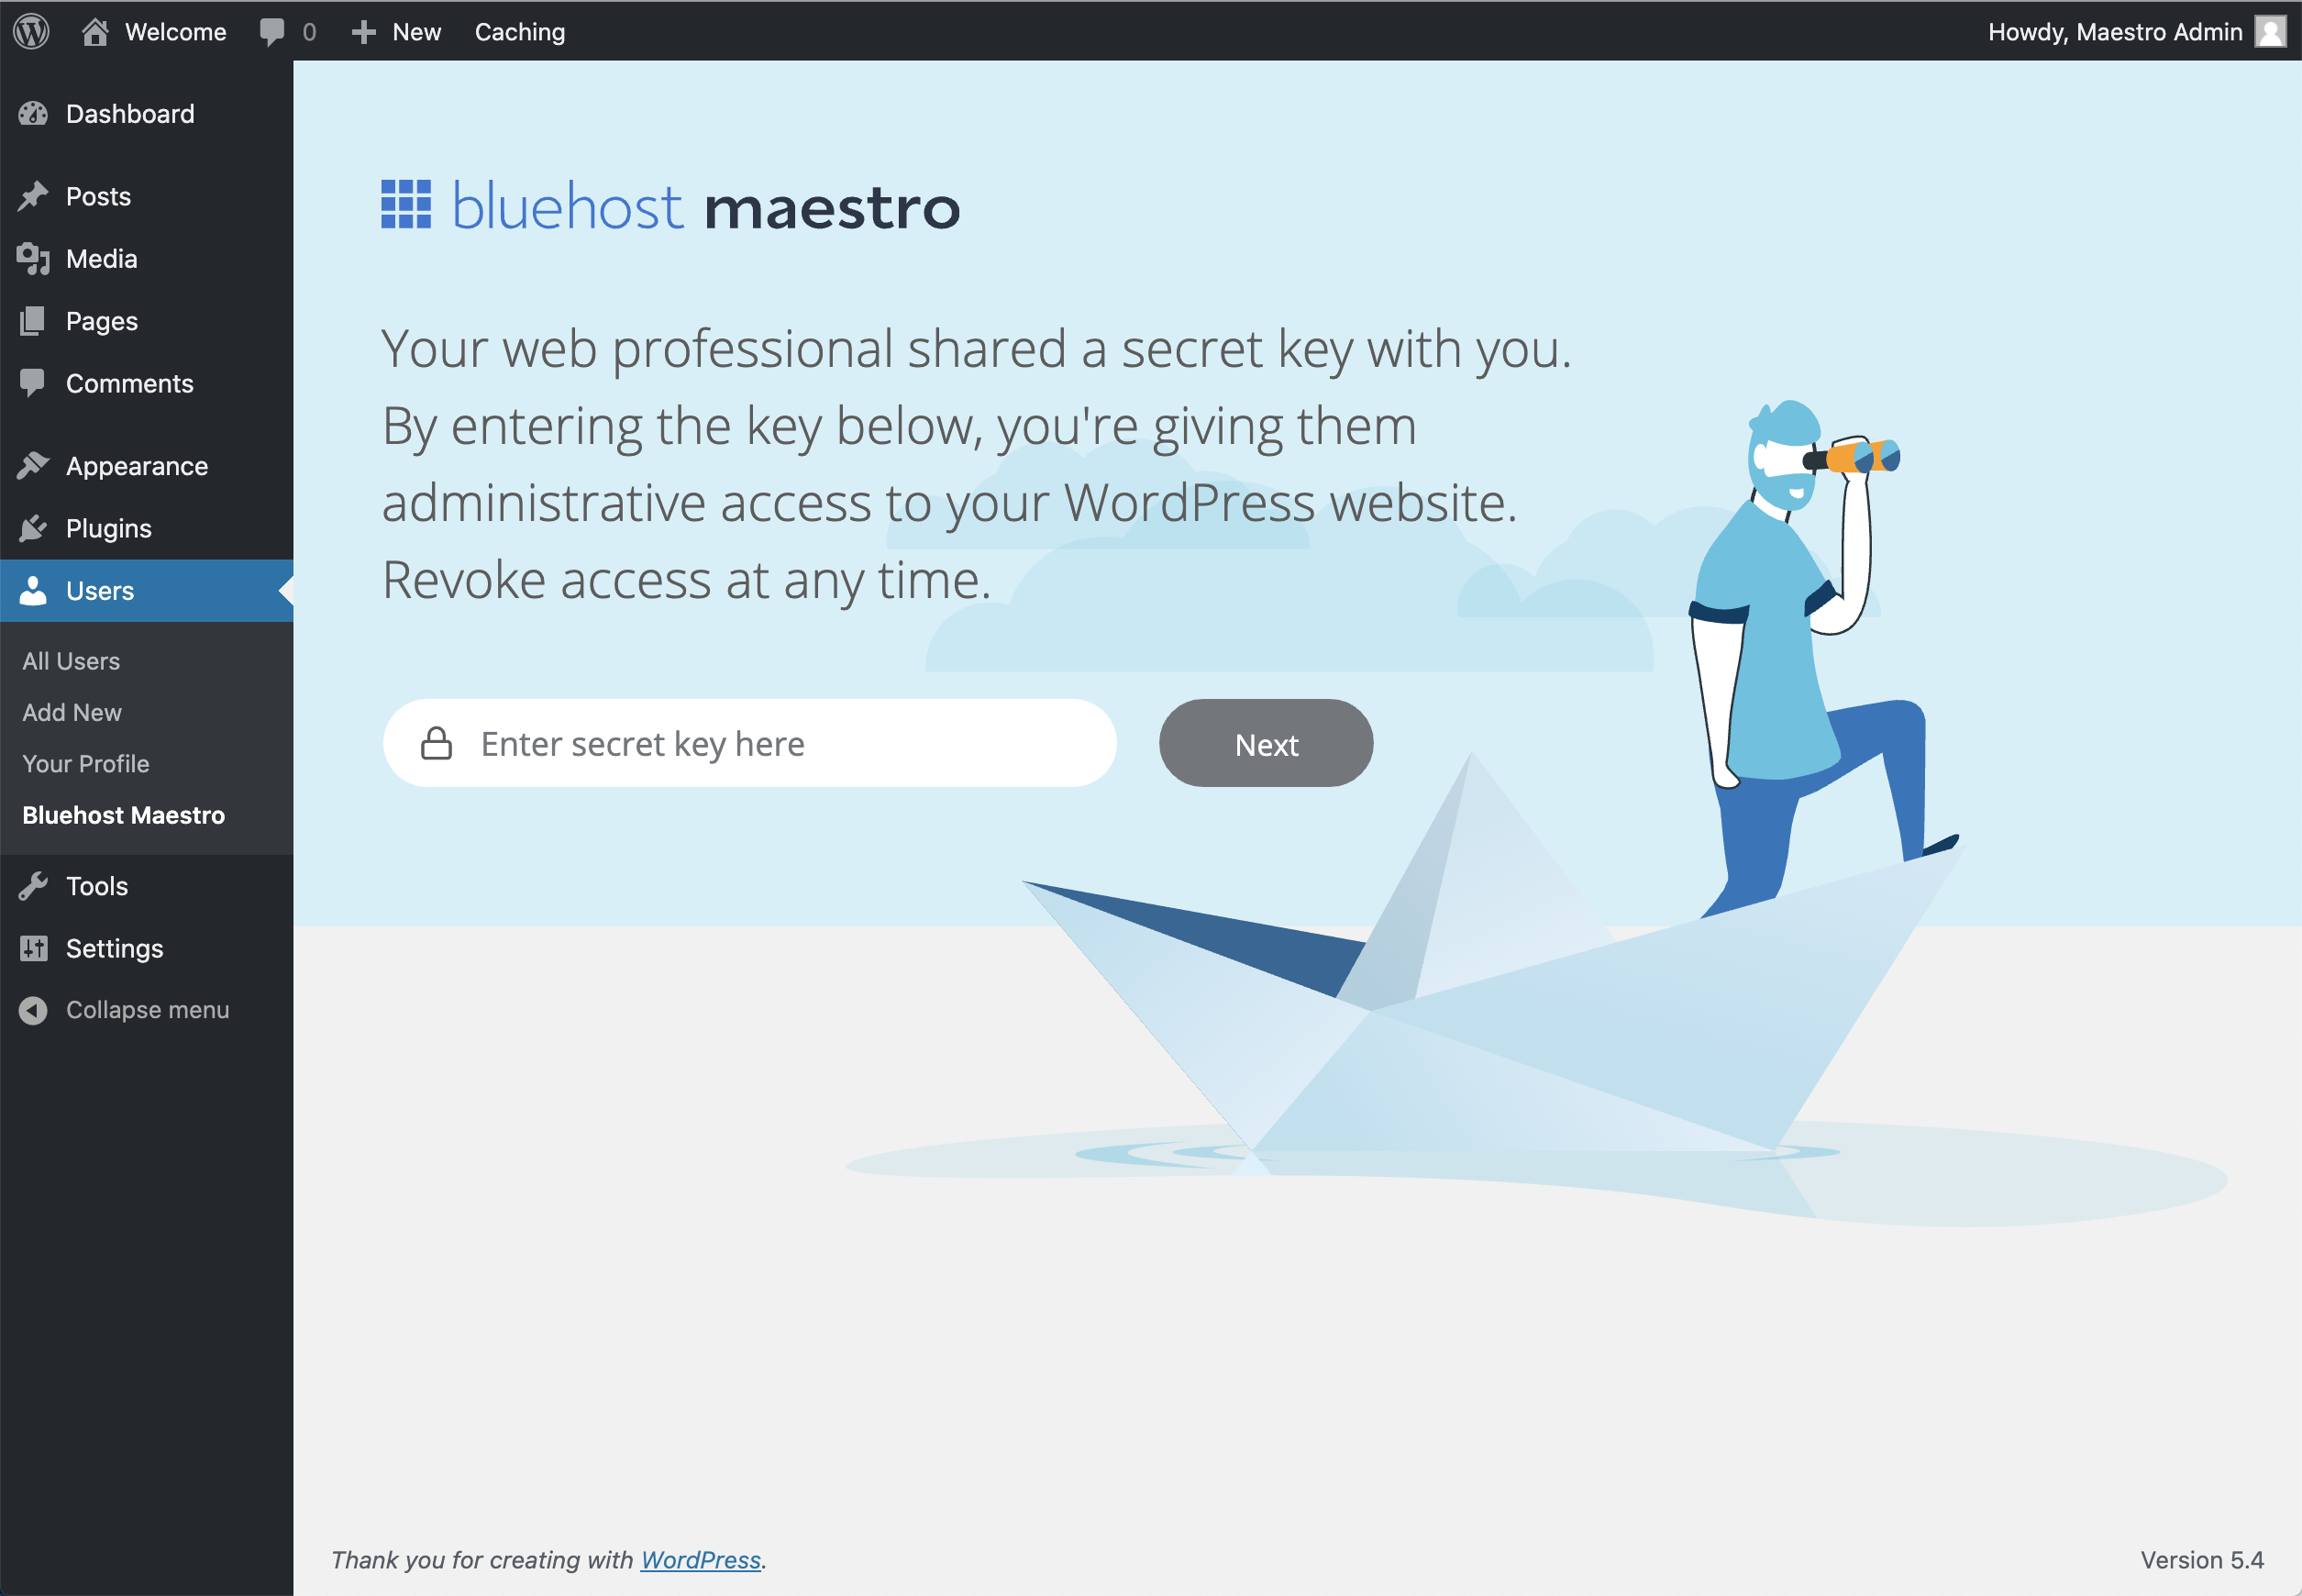 Welcome
0
New
Caching
Howdy, Maestro Admin
Dashboard
Posts
Media
Pages
Comments
Appearance
Plugins
Users
All Users
Add New
Your Profile
Bluehost Maestro
Tools
Settings
Collapse menu
bluehost maestro
Your web professional shared a secret key with you.
By entering the key below, you're giving them
administrative access to your WordPress website.
Revoke access at any time.
Enter secret key here
Next
Thank you for creating with WordPress.
Version 5.4